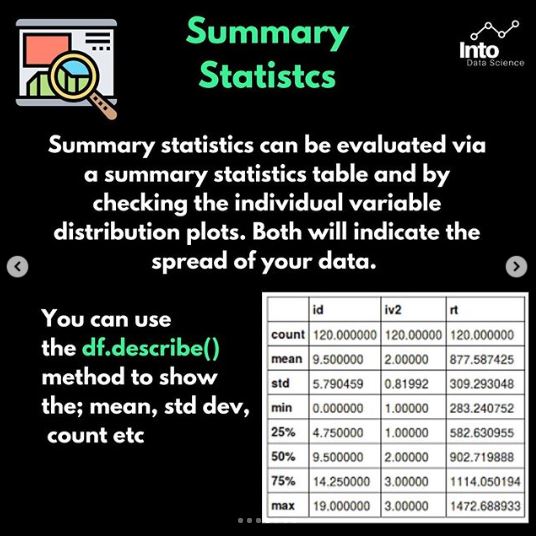 Summary
Statistcs
Into
Data Science
Summary statistics can be evaluated via
a summary statistics table and by
checking the individual variable
distribution plots. Both will indicate the
spread of your data.
You can use
the df.describe()
method to show
the; mean, std dev,
count etc
id iv2 rt
count 120.000000 120.00000 120.000000
mean 9.500000 2.00000 877.587425
std 5.790459 0.81992 309.293048
min 0.000000 1.00000 283.240752
25% 4.750000 1.00000 582.630955
50% 9.500000 2.00000 902.719888
75% 14.250000 3.00000 1114.050194
max 19.000000 3.00000 1472.688933